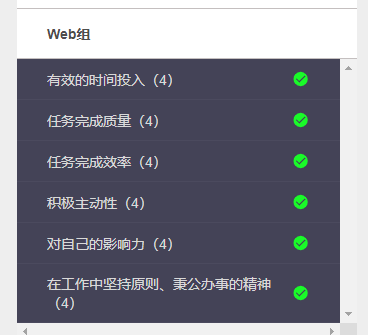 Web组
有效的时间投入（4）
任务完成质量（4）
任务完成效率（4）
积极主动性（4）
对自己的影响力（4）
在工作中坚持原则、秉公办事的精神
（4）